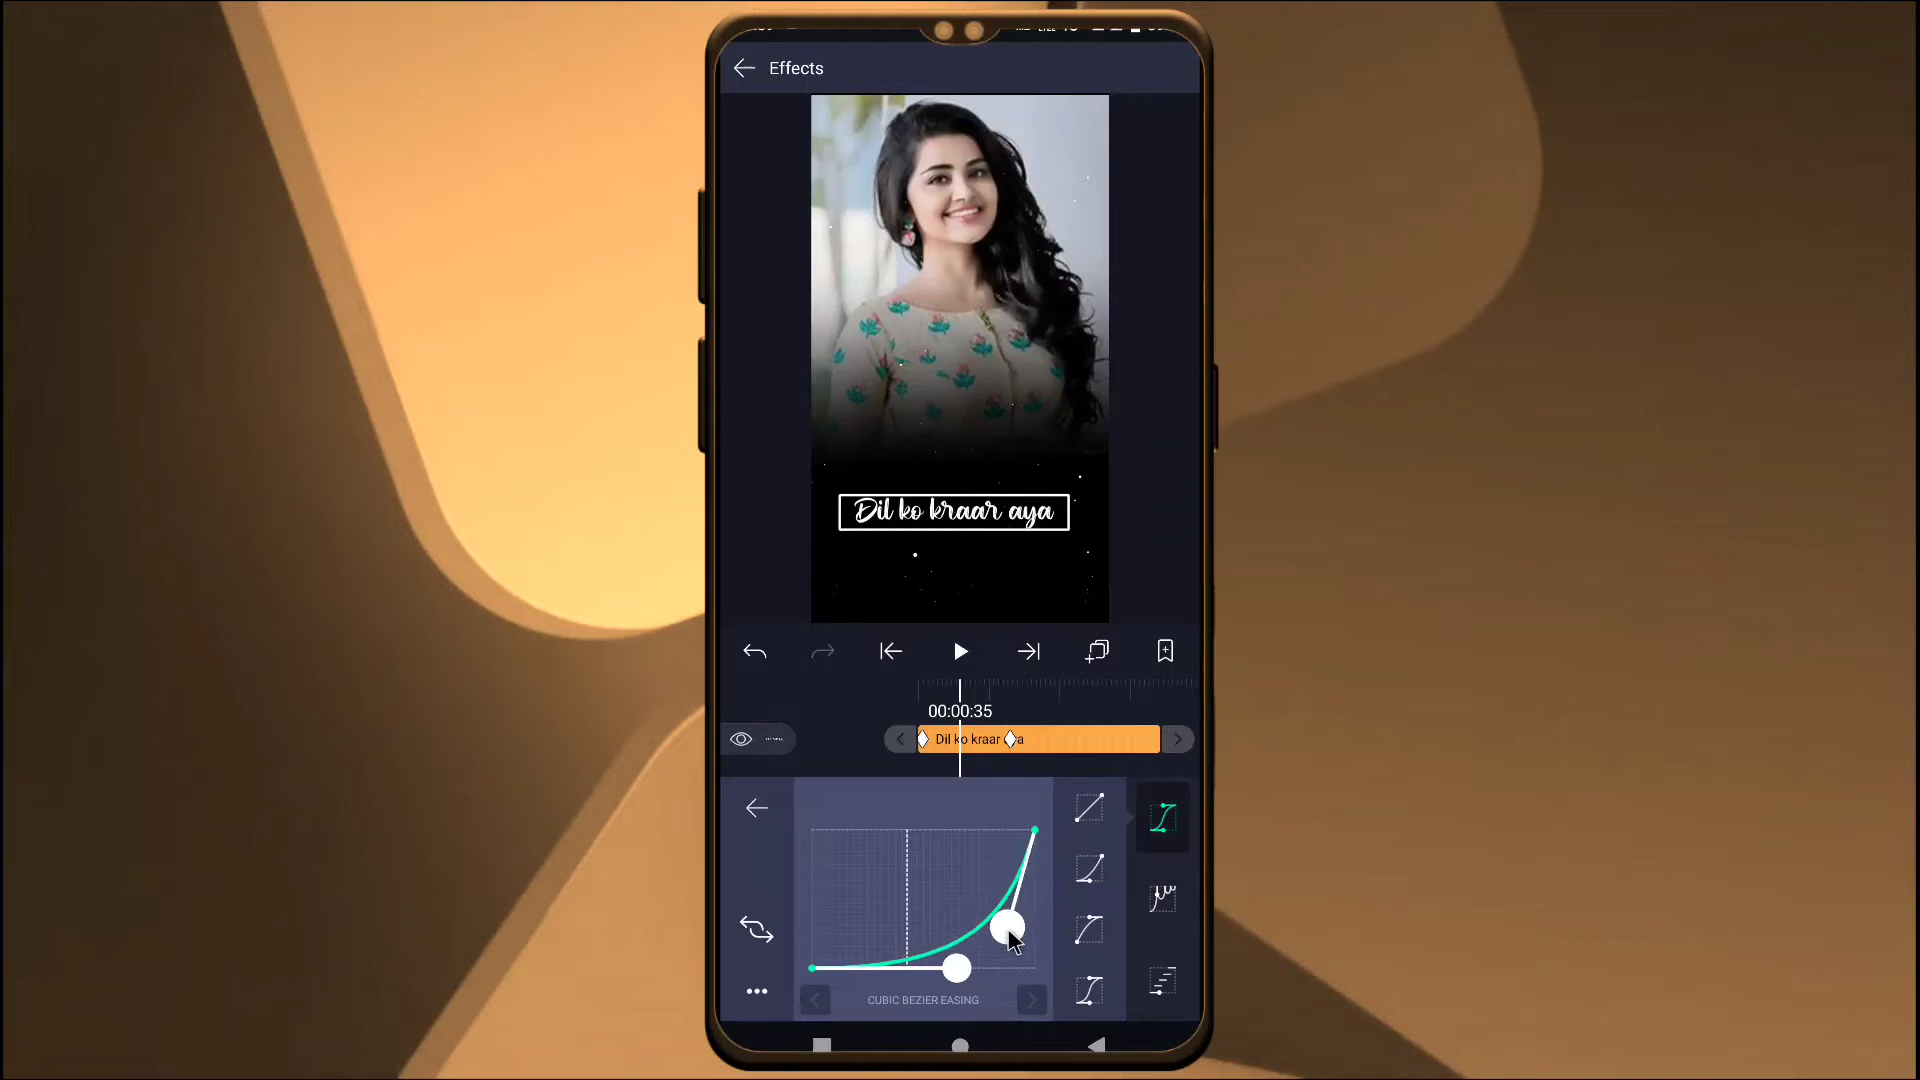 Effects
Dil ko kraar aya
00:00:35
Dil ko kraar a
CUBIC BEZIER EASING